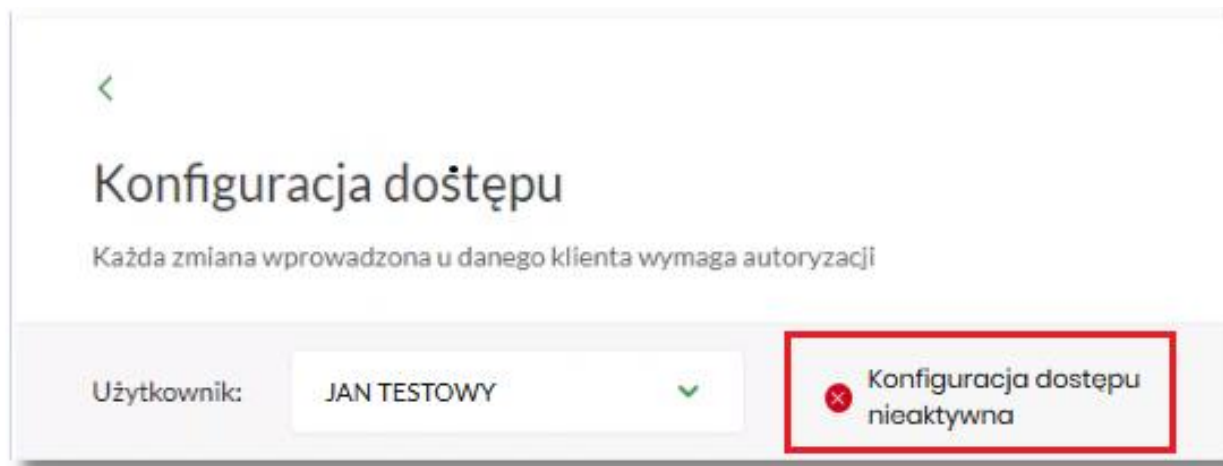 Konfiguracja dostępu
Każda zmiana wprowadzona u danego klienta wymaga autoryzacji
Użytkownik:
JAN TESTOWY
Konfiguracja dostępu
nieaktywna